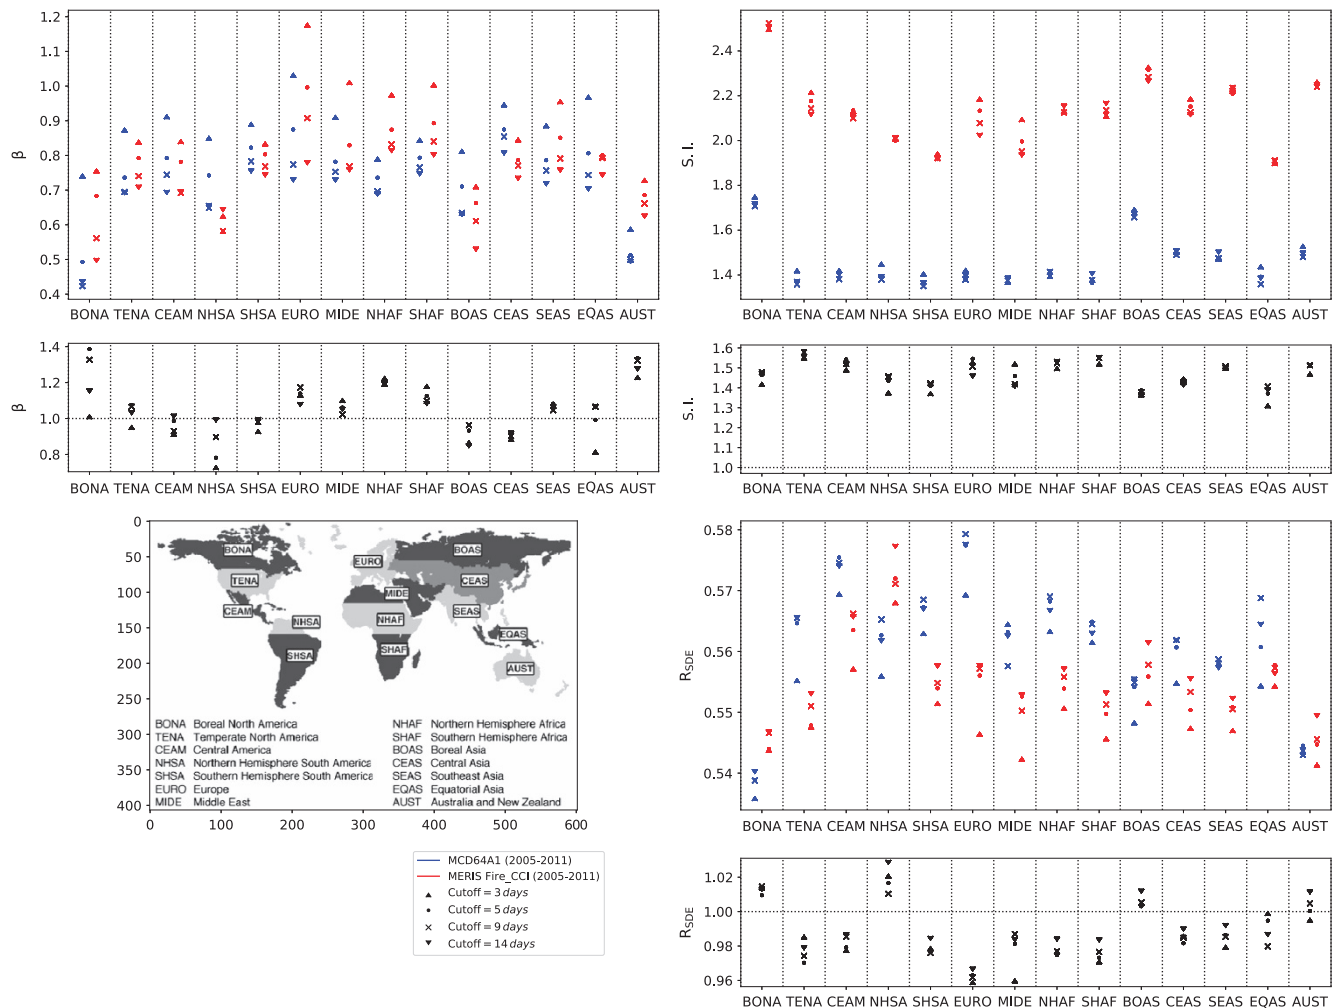 1.2
1.1
1.0
0.9
0.8
0.7
0.6
0.5
0.4
β
BONA TENA CEAM NHSA SHSA EURO MIDE NHAF SHAF BOAS CEAS SEAS EQAS AUST
2.4
2.2
2.0
1.8
1.6
1.4
S.I.
BONA TENA CEAM NHSA SHSA EURO MIDE NHAF SHAF BOAS CEAS SEAS EQAS AUST
1.4
1.2
1.0
0.8
β
BONA TENA CEAM NHSA SHSA EURO MIDE NHAF SHAF BOAS CEAS SEAS EQAS AUST
1.6
1.5
1.4
1.3
1.2
1.1
1.0
S.I.
BONA TENA CEAM NHSA SHSA EURO MIDE NHAF SHAF BOAS CEAS SEAS EQAS AUST
0
50
100
150
200
250
300
350
400
BONA
BOAS
EURO
TENA
CEAS
MIDE
CEAM
SEAS
NHSA
NHAF
EQAS
SHSA
SHAF
AUST
BONA Boreal North America
TENA Temperate North America
CEAM Central America
NHSA Northern Hemisphere South America
SHSA Southern Hemisphere South America
EURO Europe
MIDE Middle East
NHAF Northern Hemisphere Africa
SHAF Southern Hemisphere Africa
BOAS Boreal Asia
CEAS Central Asia
SEAS Southeast Asia
EQAS Equatorial Asia
AUST Australia and New Zealand
0 100 200 300 400 500 600
0.58
0.57
0.56
0.55
0.54
R_SDE
BONA TENA CEAM NHSA SHSA EURO MIDE NHAF SHAF BOAS CEAS SEAS EQAS AUST
MCD64A1 (2005-2011)
MERIS Fire_CCI (2005-2011)
Cutoff = 3 days
Cutoff = 5 days
Cutoff = 9 days
Cutoff = 14 days
1.02
1.00
0.98
0.96
R_SDE
BONA TENA CEAM NHSA SHSA EURO MIDE NHAF SHAF BOAS CEAS SEAS EQAS AUST